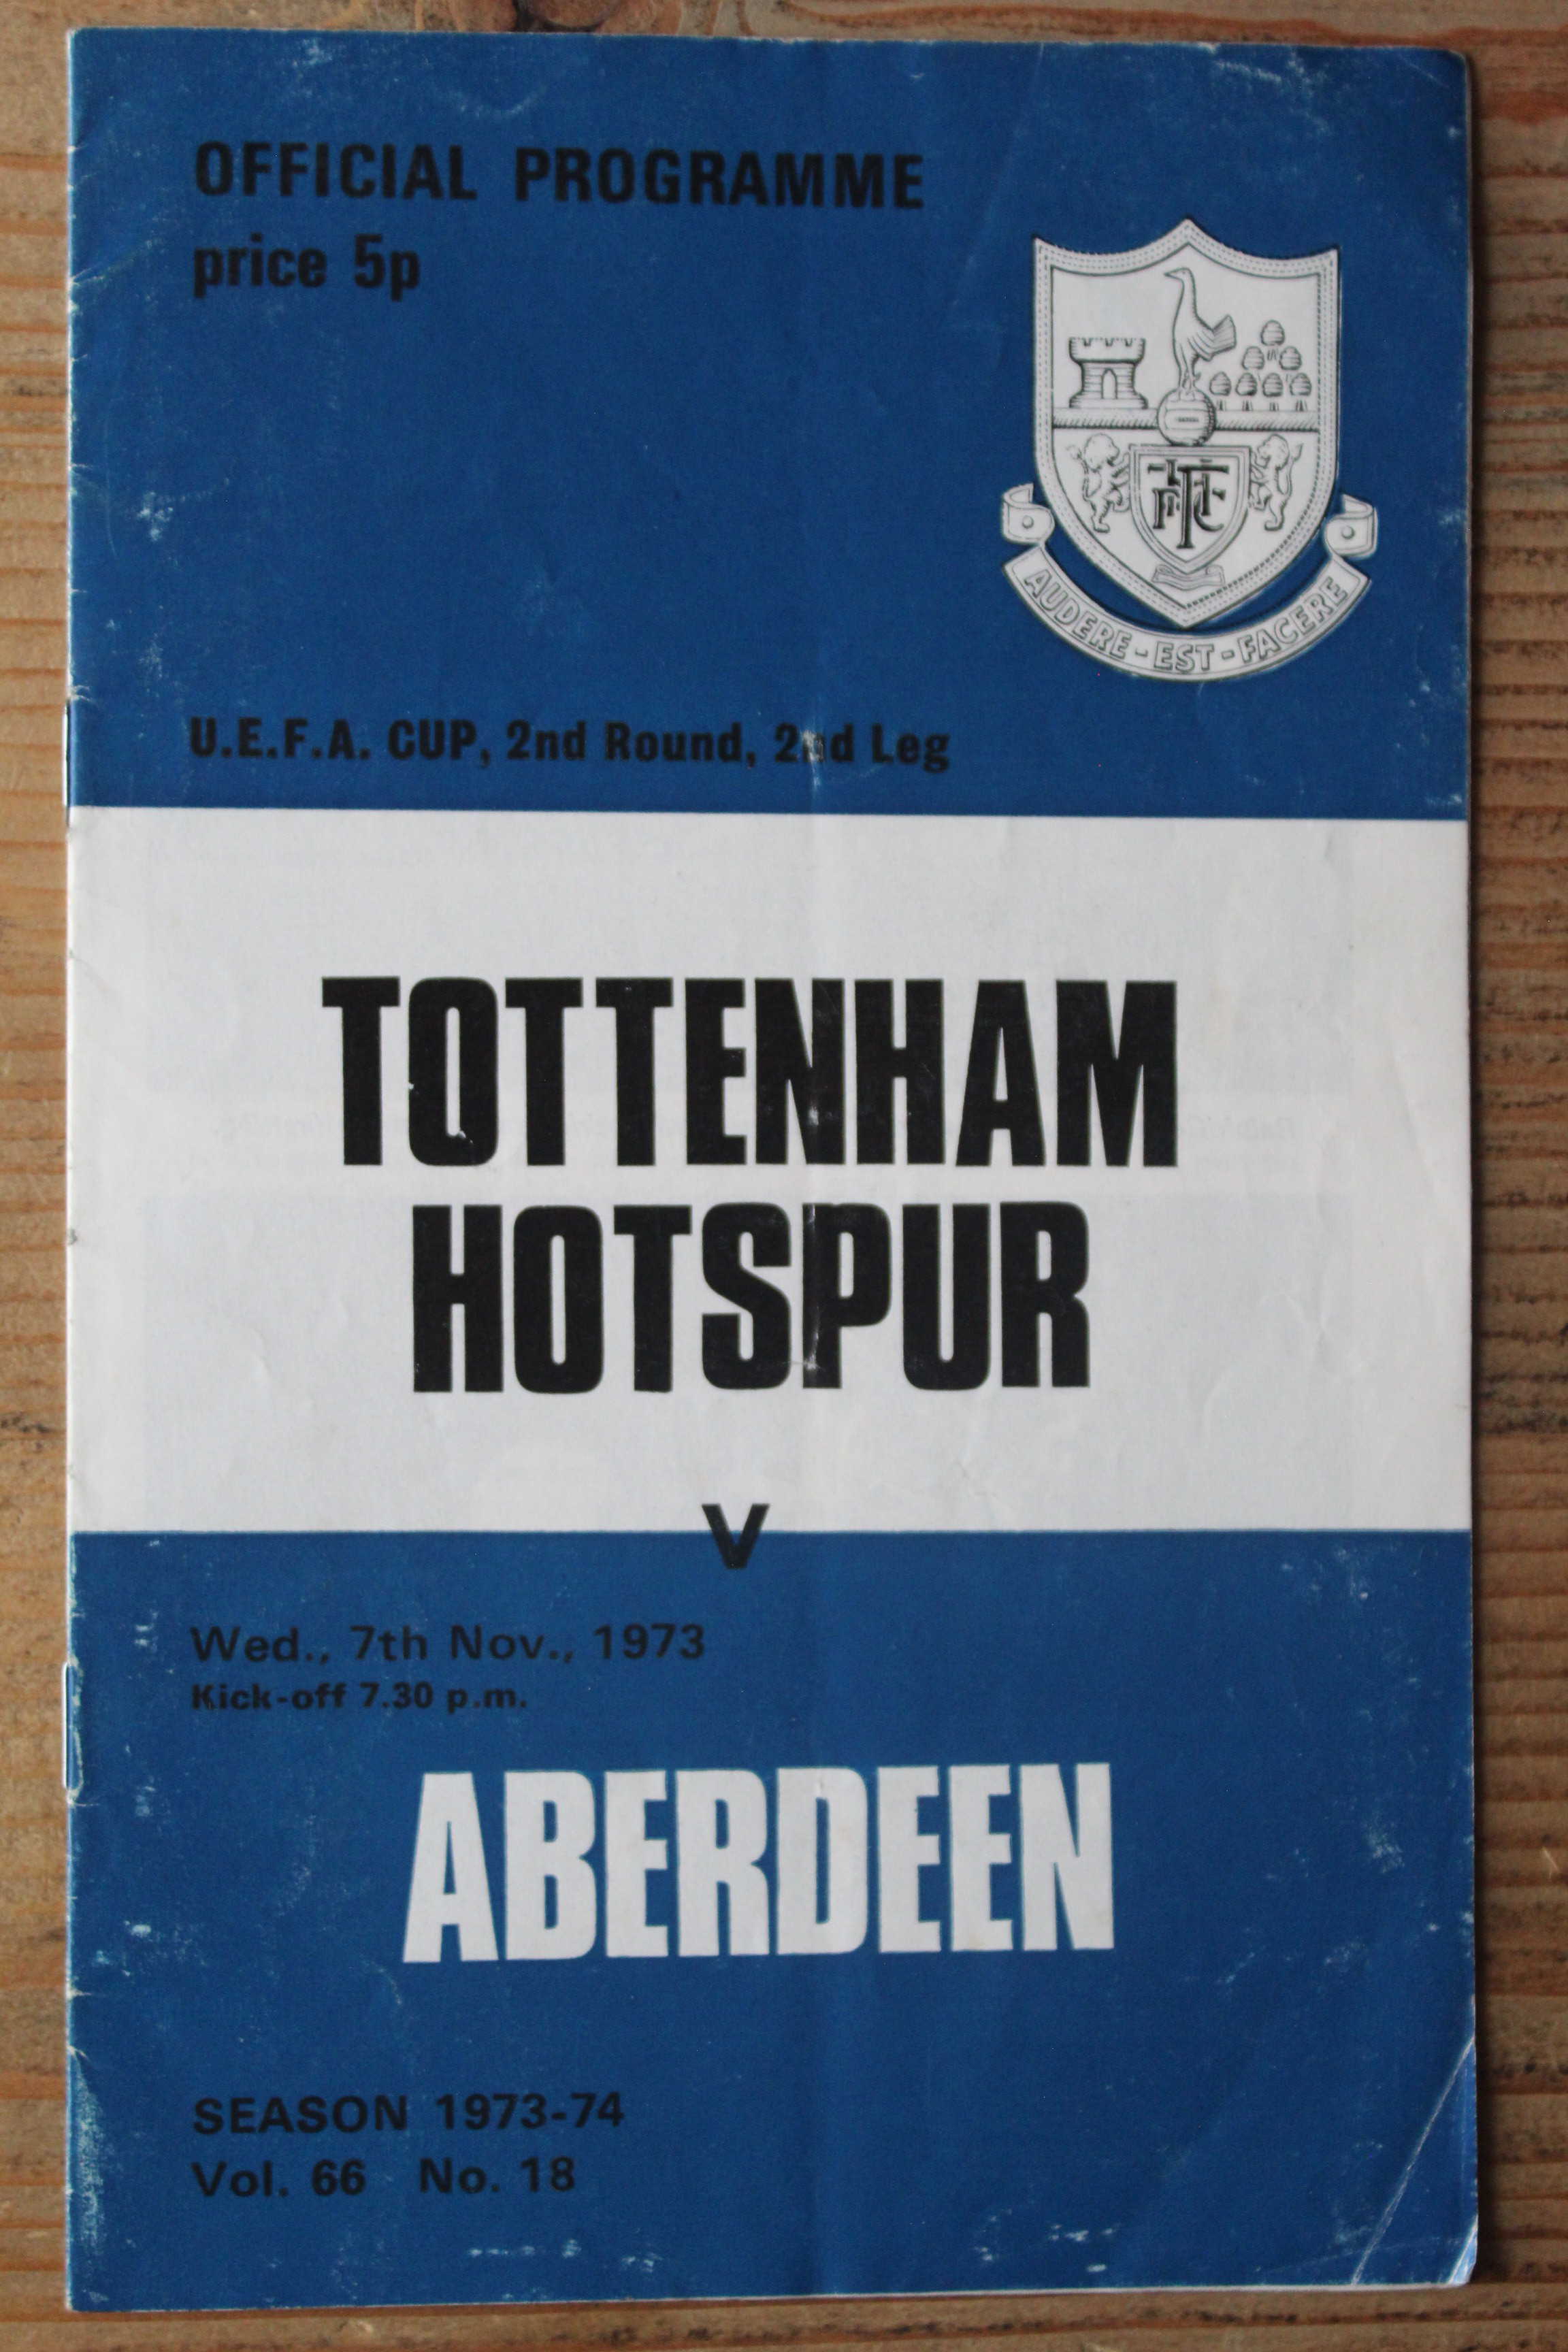 OFFICIAL PROGRAMME
price 5p
AUDERE - EST - FACERE
U.E.F.A. CUP, 2nd Round, 2nd Leg
TOTTENHAM
HOTSPUR
v
Wed., 7th Nov., 1973
Kick-off 7.30 p.m.
ABERDEEN
SEASON 1973-74
Vol. 66 No. 18